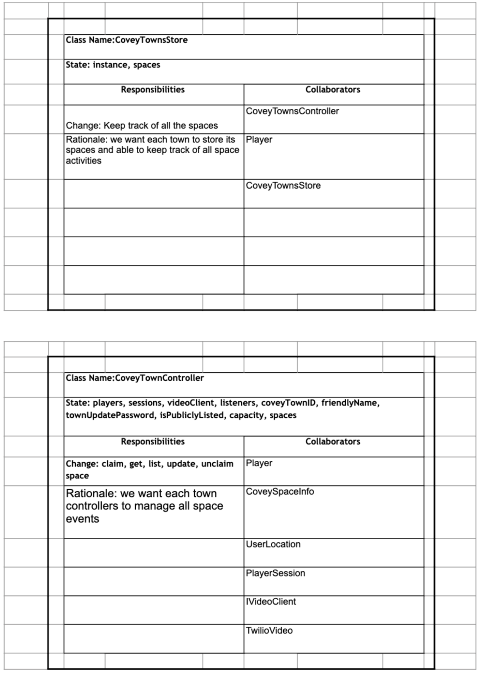 Class Name:CoveyTownsStore
State: instance, spaces
Responsibilities
Collaborators
CoveyTownsController
Change: Keep track of all the spaces
Rationale: we want each town to store its
spaces and able to keep track of all space
activities
Player
CoveyTownsStore
Class Name:CoveyTownController
State: players, sessions, videoClient, listeners, coveyTownID, friendlyName,
townUpdatePassword, isPubliclyListed, capacity, spaces
Responsibilities
Collaborators
Change: claim, get, list, update, unclaim
space
Player
Rationale: we want each town
controllers to manage all space
events
CoveySpaceInfo
UserLocation
PlayerSession
IVideoClient
TwilioVideo